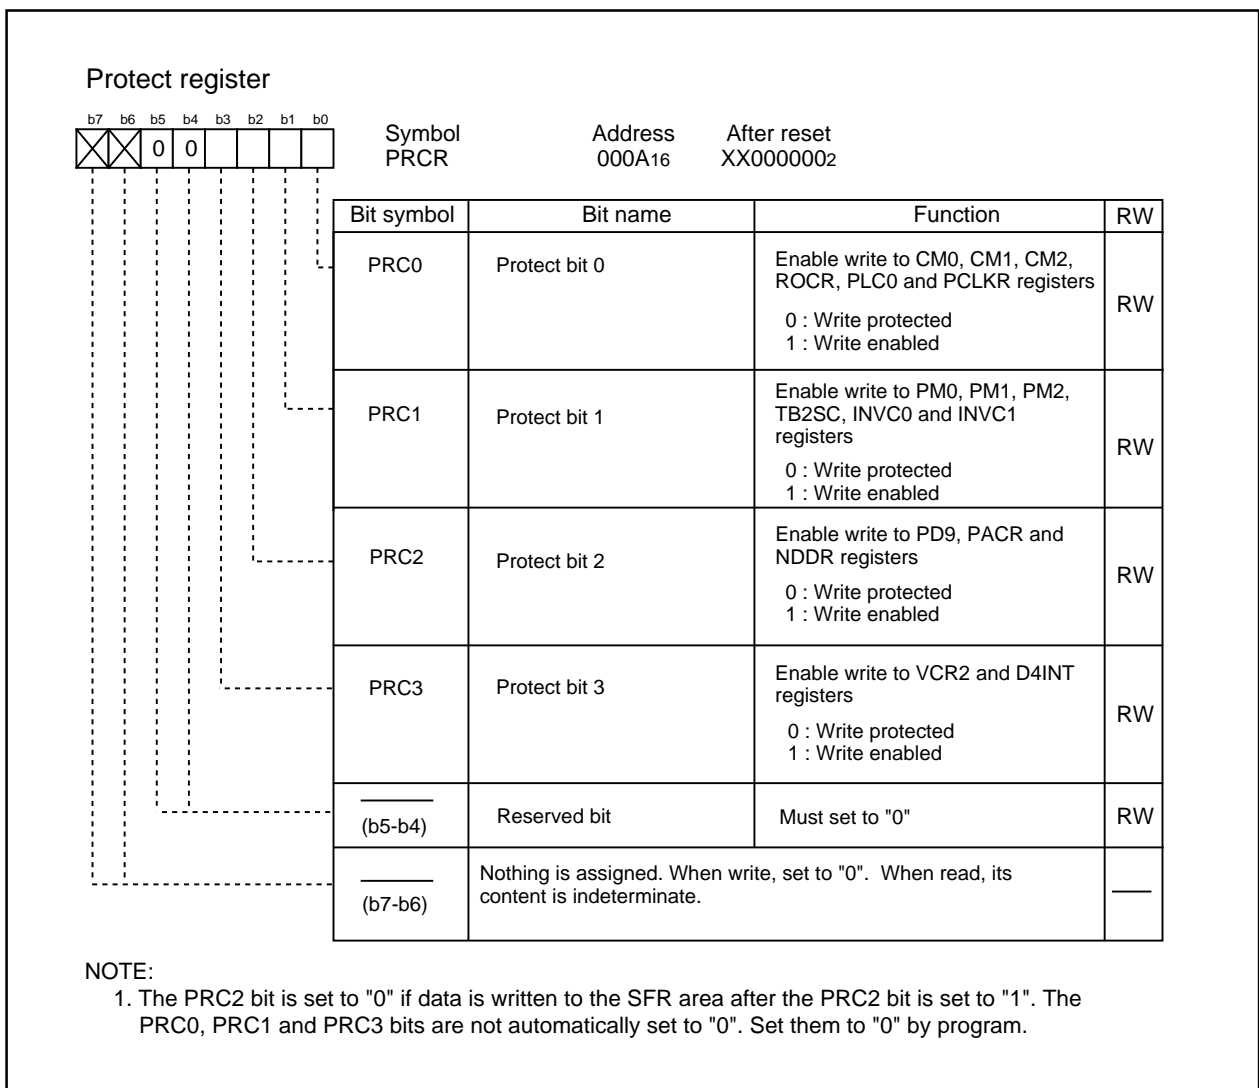 Protect register
b7 b6 b5 b4 b3 b2 b1 b0
0 0
Symbol Address After reset
PRCR 000A16 XX0000002
Bit symbol Bit name Function RW
PRC0 Protect bit 0 Enable write to CM0, CM1, CM2,
ROCR, PLC0 and PCLKR registers
0 : Write protected
1 : Write enabled
RW
PRC1 Protect bit 1 Enable write to PM0, PM1, PM2,
TB2SC, INVC0 and INVC1
registers
0 : Write protected
1 : Write enabled
RW
PRC2 Protect bit 2 Enable write to PD9, PACR and
NDDR registers
0 : Write protected
1 : Write enabled
RW
PRC3 Protect bit 3 Enable write to VCR2 and D4INT
registers
0 : Write protected
1 : Write enabled
RW
(b5-b4) Reserved bit Must set to "0" RW
(b7-b6) Nothing is assigned. When write, set to "0". When read, its
content is indeterminate.
NOTE:
1. The PRC2 bit is set to "0" if data is written to the SFR area after the PRC2 bit is set to "1". The
PRC0, PRC1 and PRC3 bits are not automatically set to "0". Set them to "0" by program.